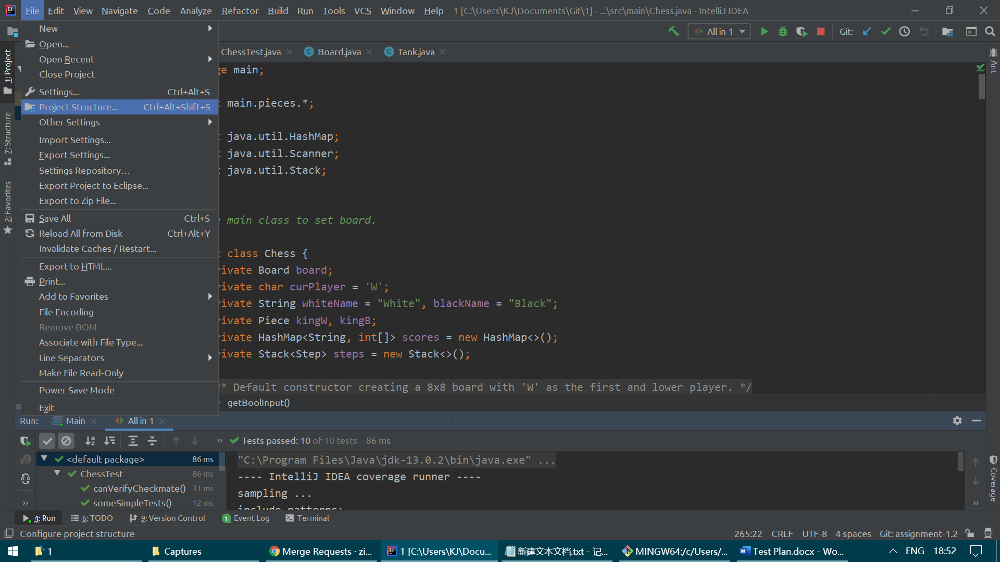 File Edit View Navigate Code Analyze Refactor Build Run Tools VCS Window Help 1 [C:\Users\KJ\Documents\Git\1] - ...\src\main\Chess.java - IntelliJ IDEA
All in 1 Git:
ChessTest.java Board.java Tank.java
New
Open...
Open Recent
Close Project
Settings... Ctrl+Alt+S
Project Structure... Ctrl+Alt+Shift+S
Other Settings
Import Settings...
Export Settings...
Settings Repository...
Export Project to Eclipse...
Export to Zip File...
Save All Ctrl+S
Reload All from Disk Ctrl+Alt+Y
Invalidate Caches / Restart...
Export to HTML...
Print...
Add to Favorites
File Encoding
Remove BOM
Associate with File Type...
Line Separators
Make File Read-Only
Power Save Mode
Exit
1: Project
7: Structure
2: Favorites
ge main;
main.pieces.*;
java.util.HashMap;
java.util.Scanner;
java.util.Stack;
main class to set board.
class Chess {
rivate Board board;
rivate char curPlayer = 'W';
rivate String whiteName = "White", blackName = "Black";
rivate Piece kingW, kingB;
rivate HashMap<String, int[]> scores = new HashMap<>();
rivate Stack<Step> steps = new Stack<>();
* Default constructor creating a 8x8 board with 'W' as the first and lower player. */
getBoolInput()
Ant
Coverage
Run: Main All in 1
» Tests passed: 10 of 10 tests – 86 ms
<default package> 86 ms
ChessTest 86 ms
canVerifyCheckmate() 31 ms
someSimpleTests() 12 ms
"C:\Program Files\Java\jdk-13.0.2\bin\java.exe" ...
---- IntelliJ IDEA coverage runner ----
sampling ...
include patterns:
4: Run 6: TODO 9: Version Control 1 Event Log Terminal
Configure project structure 265:22 CRLF UTF-8 4 spaces Git: assignment-1.2
1 Captures Merge Requests · zi... 1 [C:\Users\KJ\Docu... 新建文本文档.txt - 记... MINGW64:/c/Users/... Test Plan.docx - Wo... ENG 18:52